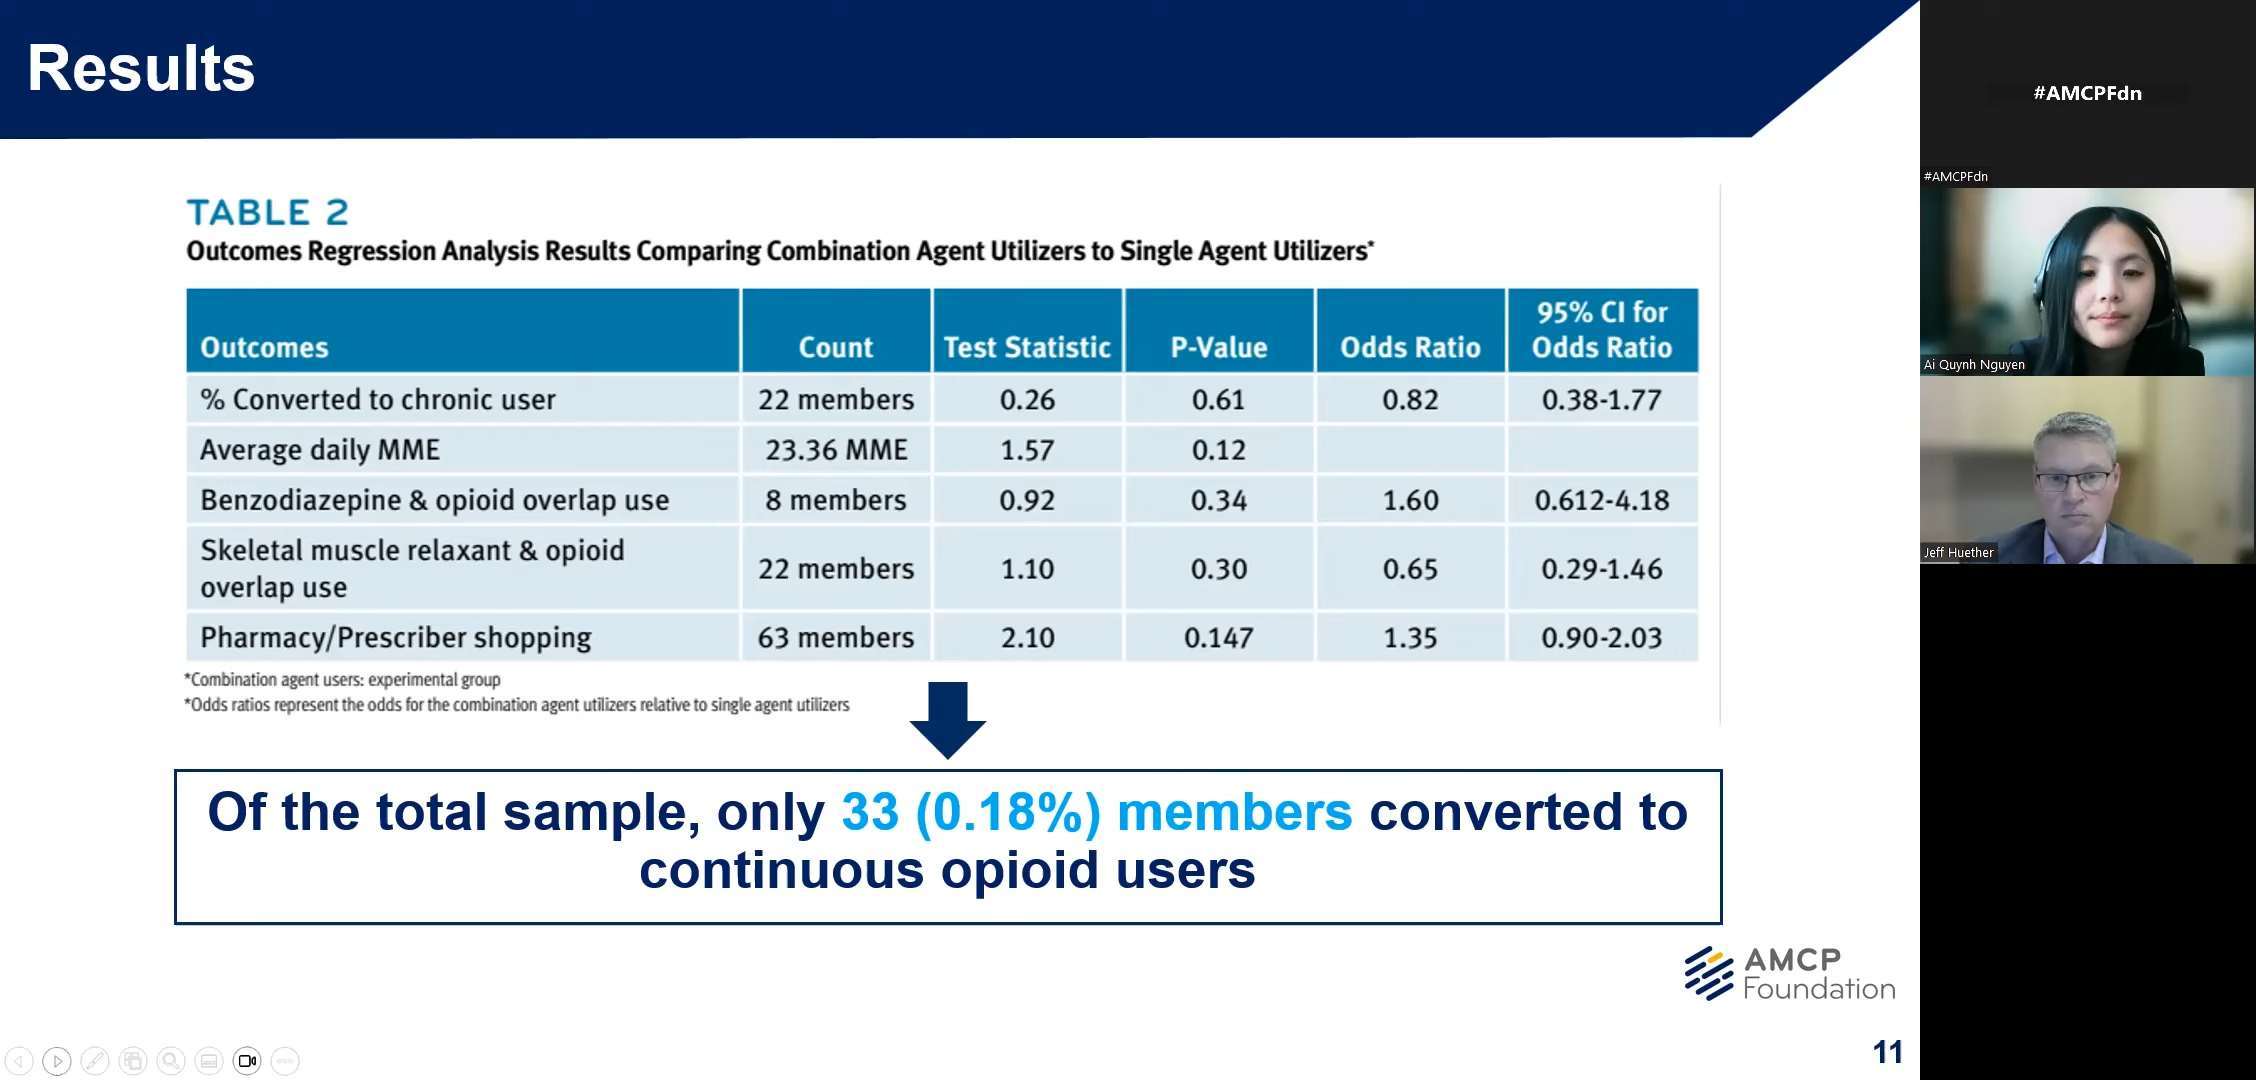 Results
TABLE 2
Outcomes Regression Analysis Results Comparing Combination Agent Utilizers to Single Agent Utilizers*
Outcomes Count Test Statistic P-Value Odds Ratio 95% CI for Odds Ratio
% Converted to chronic user 22 members 0.26 0.61 0.82 0.38-1.77
Average daily MME 23.36 MME 1.57 0.12
Benzodiazepine & opioid overlap use 8 members 0.92 0.34 1.60 0.612-4.18
Skeletal muscle relaxant & opioid
overlap use 22 members 1.10 0.30 0.65 0.29-1.46
Pharmacy/Prescriber shopping 63 members 2.10 0.147 1.35 0.90-2.03
*Combination agent users: experimental group
*Odds ratios represent the odds for the combination agent utilizers relative to single agent utilizers
Of the total sample, only 33 (0.18%) members converted to
continuous opioid users
AMCP
Foundation
11
#AMCPFdn
#AMCPFdn
Ai Quynh Nguyen
Jeff Huether